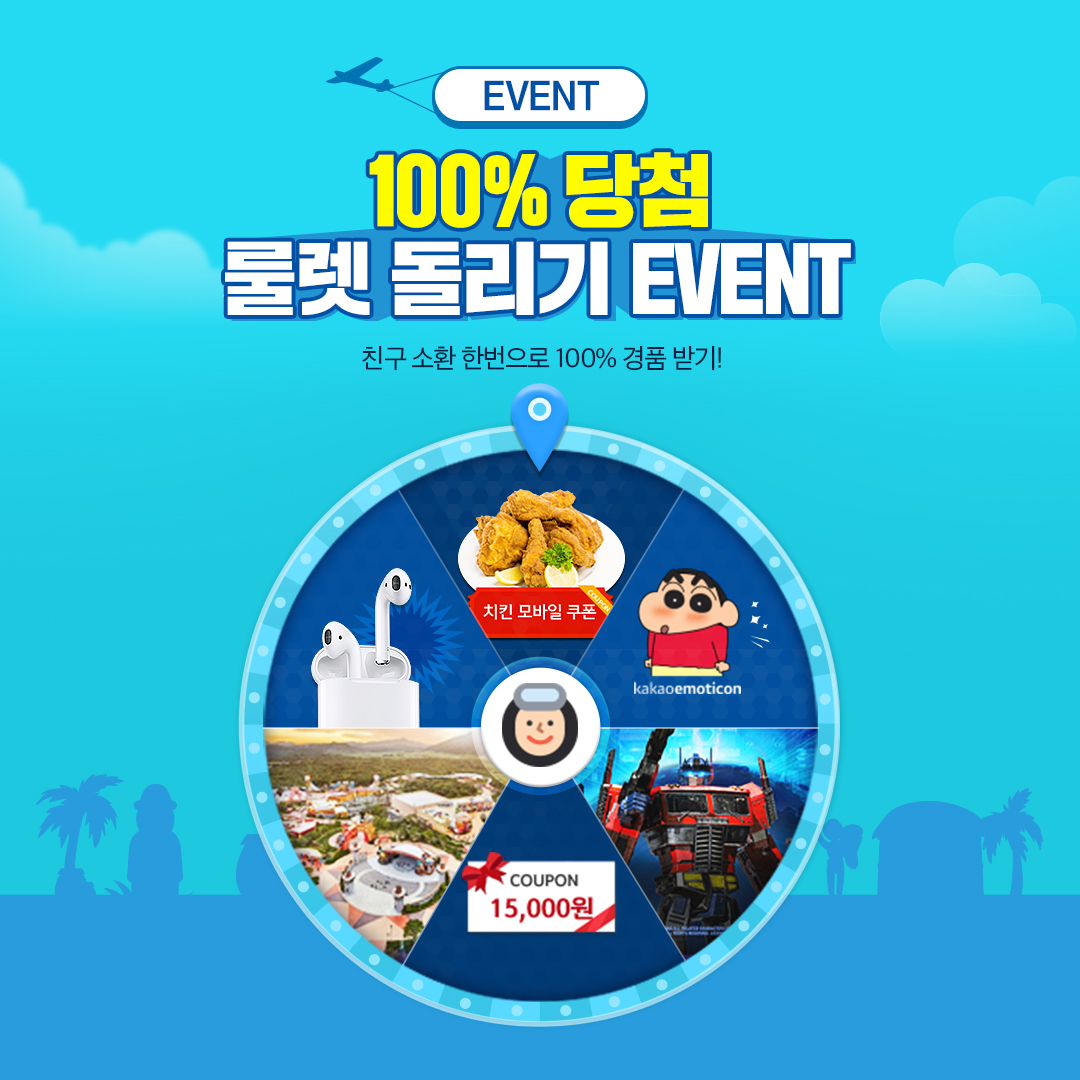 EVENT
100% 당첨
룰렛 돌리기 EVENT
친구 소환 한번으로 100% 경품 받기!
COUPON
치킨 모바일 쿠폰
kakaoemoticon
COUPON
15,000원